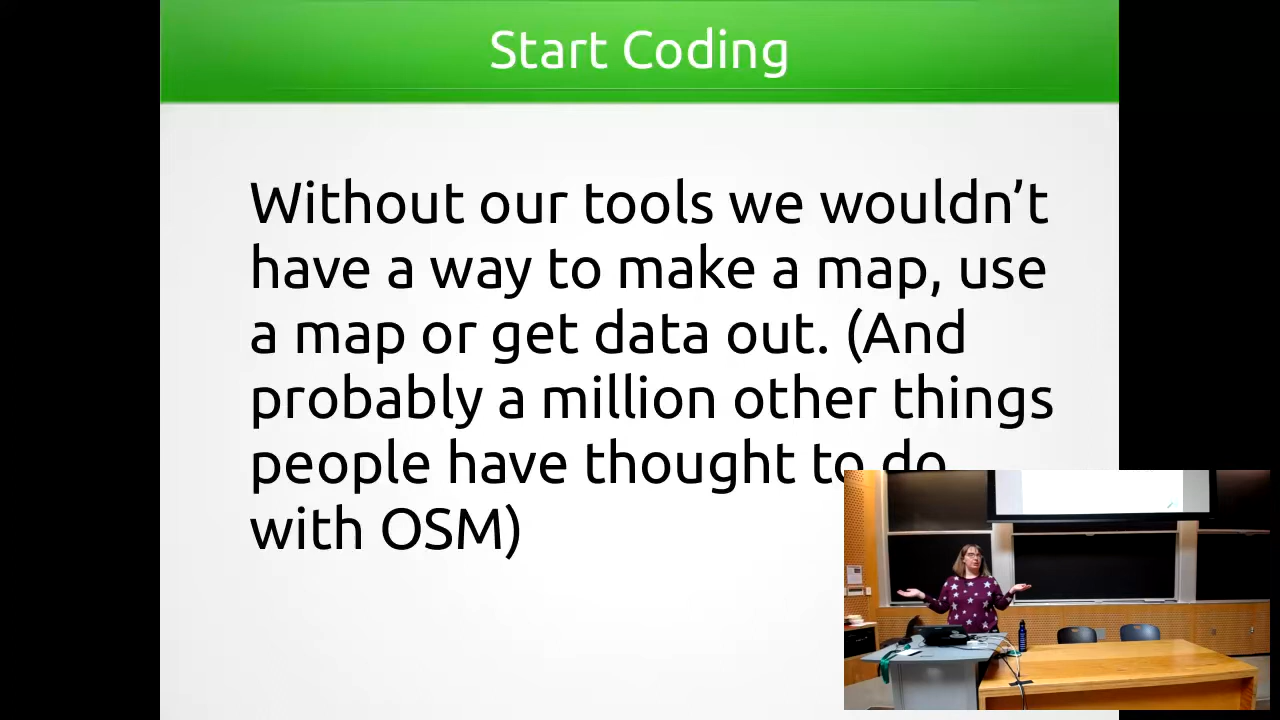 Start Coding
Without our tools we wouldn’t
have a way to make a map, use
a map or get data out. (And
probably a million other things
people have thought to do
with OSM)